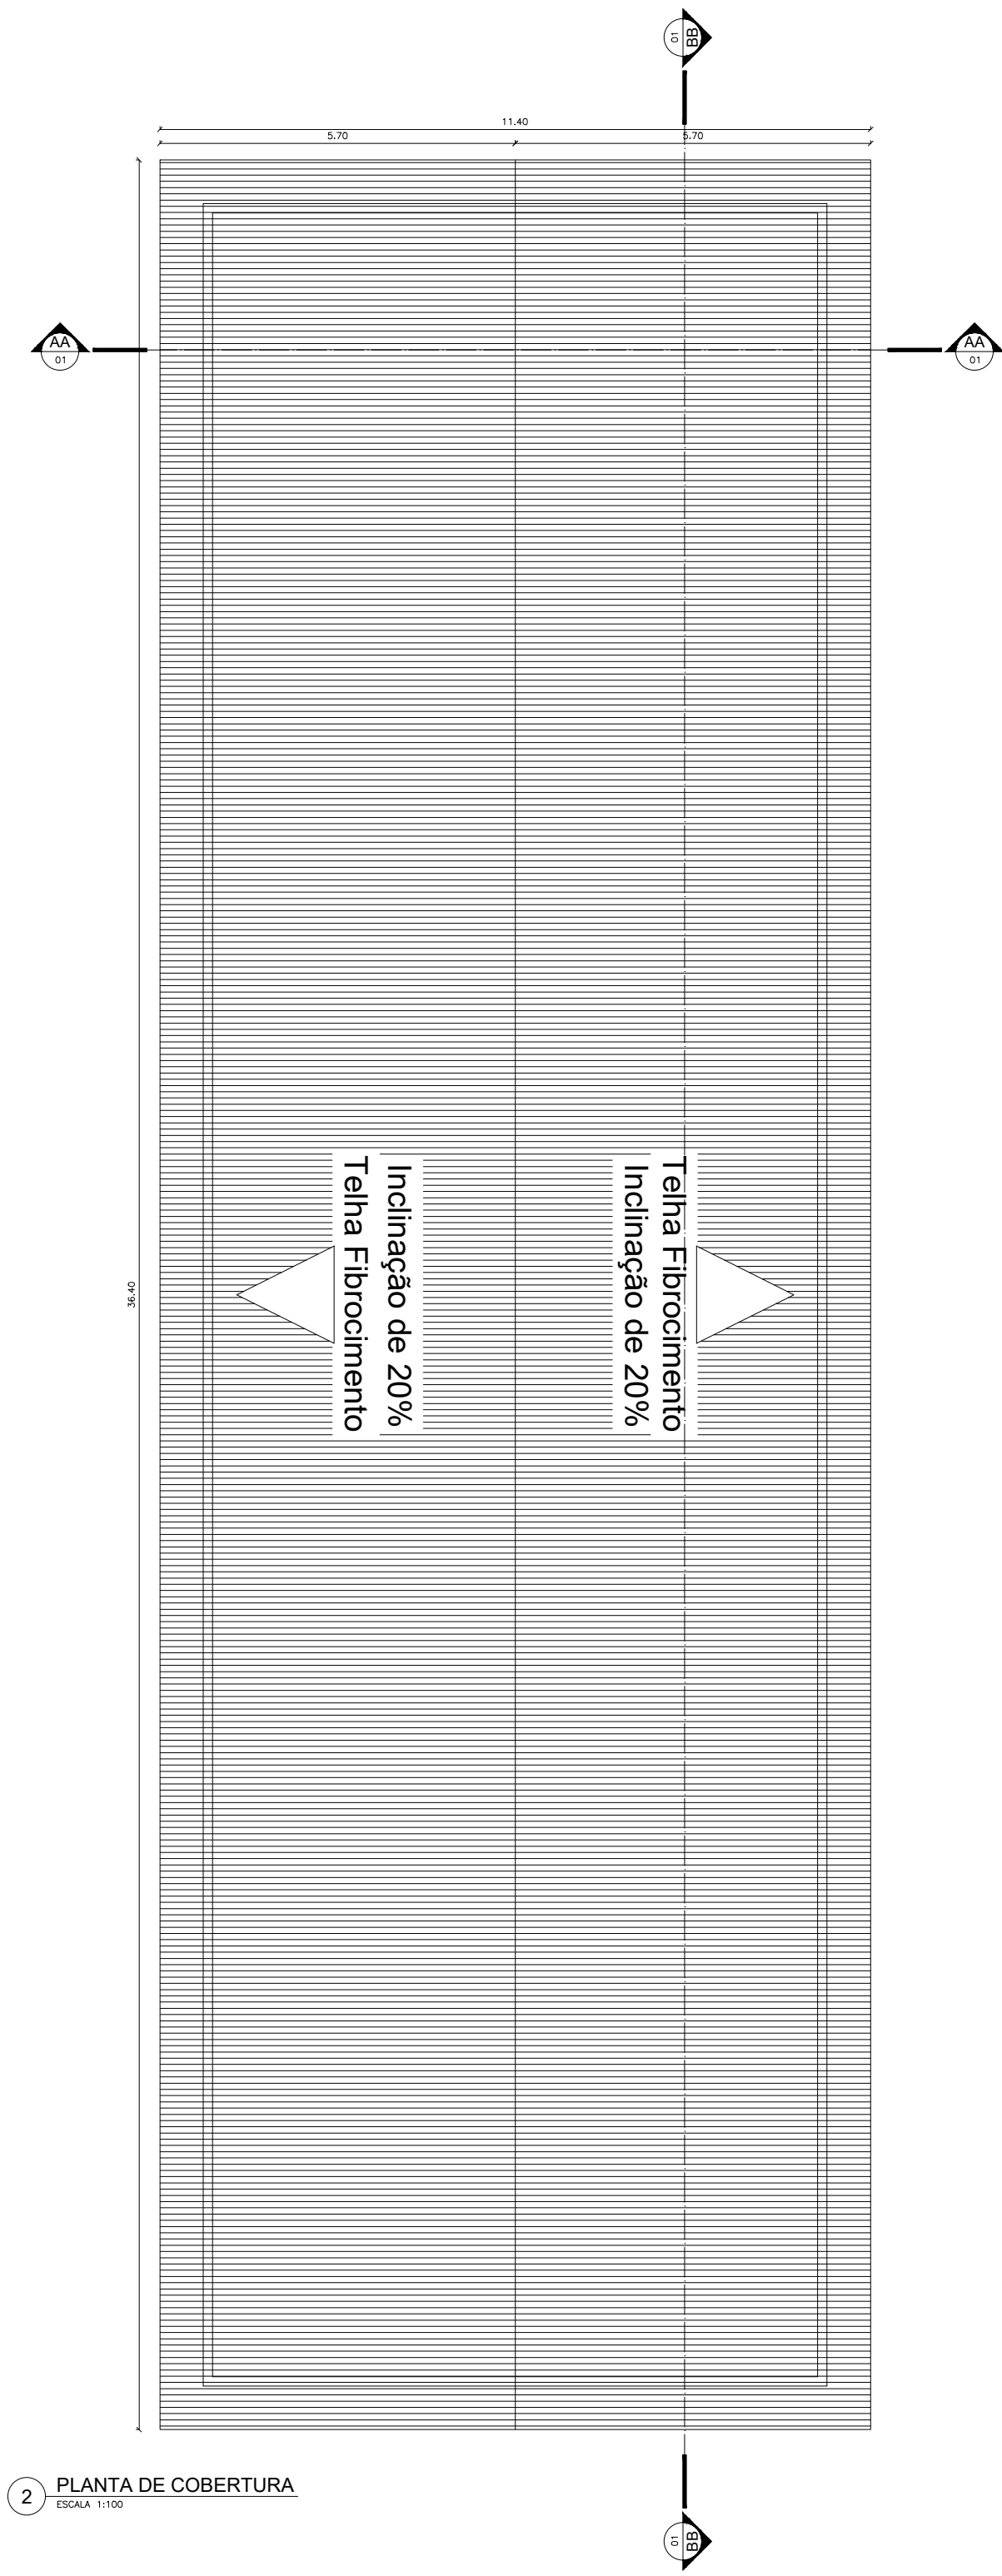 01
BB
11.40
5.70
5.70
AA
01
AA
01
Inclinação de 20%
Telha Fibrocimento
Telha Fibrocimento
Inclinação de 20%
36.40
2
PLANTA DE COBERTURA
ESCALA 1:100
01
BB